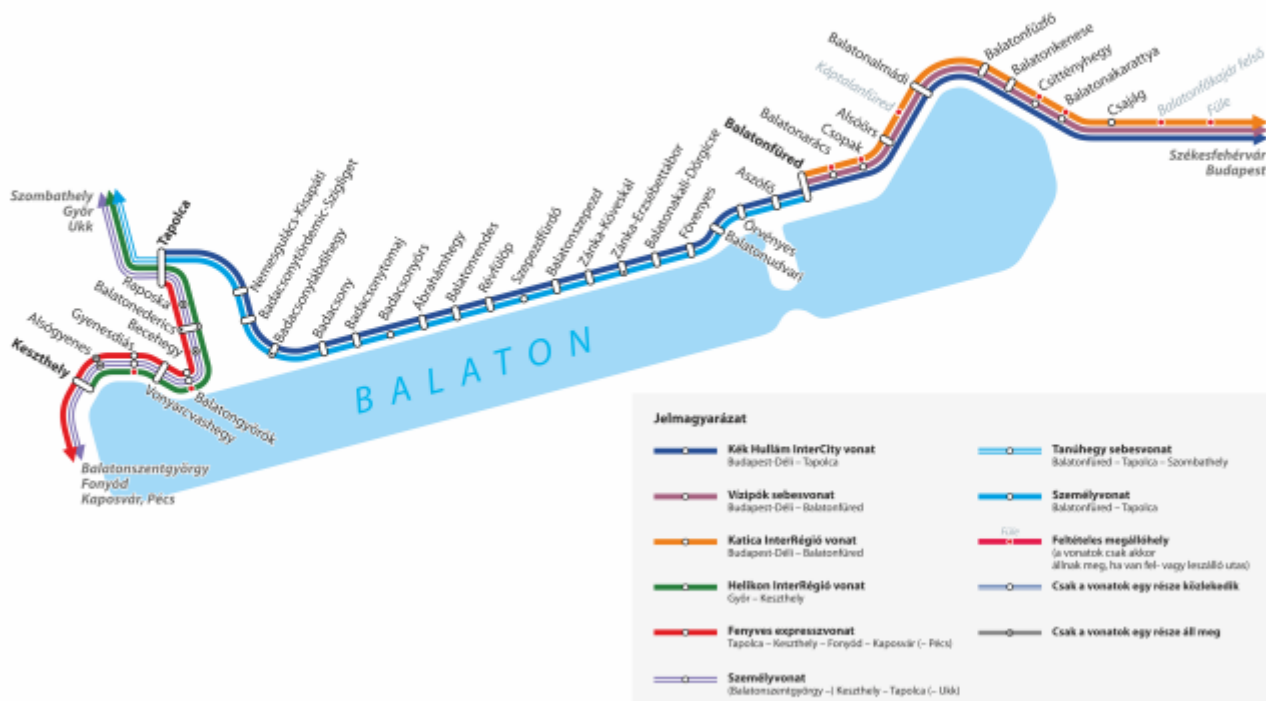 Balatonfűzfő
Balatonkenese
Csittényhegy
Balatonakarattya
Csajág
Balatonfőkajár felső
Füle
Székesfehérvár
Budapest
Balatonalmádi
Káptalanfüred
Alsóörs
Csopak
Balatonarács
Balatonfüred
Aszófő
Örvényes
Balatonudvari
Fövenyes
Balatonakali-Dörgicse
Zánka-Erzsébettábor
Zánka-Köveskál
Balatonszepezd
Szepezdfürdő
Révfülöp
Balatonrendes
Ábrahámhegy
Badacsonyörs
Badacsonytomaj
Badacsony
Badacsonylábdihegy
Badacsonytördemic-Szigliget
Nemesgulács-Kisapáti
Tapolca
Szombathely
Győr
Ukk
Raposka
Balatonederics
Becehegy
Gyenesdiás
Alsógyenes
Keszthely
Balatongyörök
Vonyarcvashegy
Balatonszentgyörgy
Fonyód
Kaposvár, Pécs
BALATON
Jelmagyarázat
Kék Hullám InterCity vonat
Budapest-Déli – Tapolca
Vízipók sebesvonat
Budapest-Déli – Balatonfüred
Katica InterRégió vonat
Budapest-Déli – Balatonfüred
Helikon InterRégió vonat
Győr – Keszthely
Fenyves expresszvonat
Tapolca – Keszthely – Fonyód – Kaposvár (– Pécs)
Személyvonat
(Balatonszentgyörgy –) Keszthely – Tapolca (– Ukk)
Tanúhegy sebesvonat
Balatonfüred – Tapolca – Szombathely
Személyvonat
Balatonfüred – Tapolca
Füle
Feltételes megállóhely
(a vonatok csak akkor
állnak meg, ha van fel- vagy leszálló utas)
Csak a vonatok egy része közlekedik
Csak a vonatok egy része áll meg